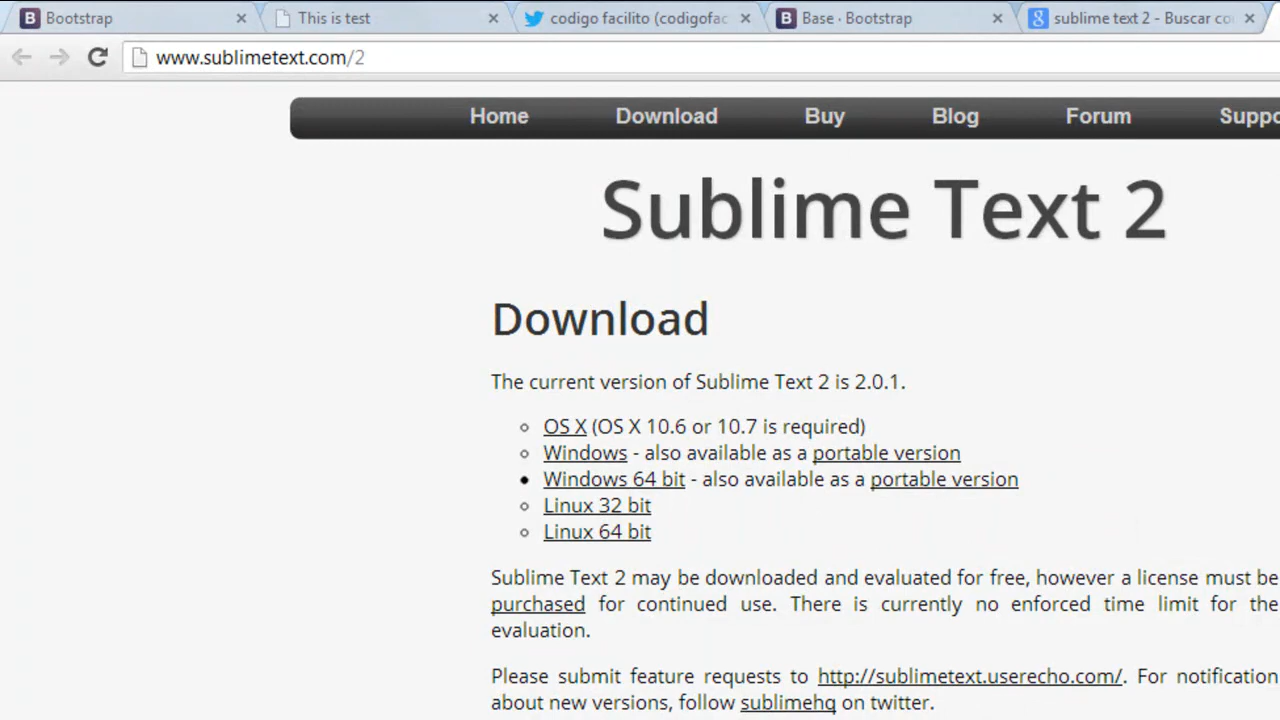 Bootstrap
This is test
codigo facilito (codigofac
Base · Bootstrap
sublime text 2 - Buscar co
www.sublimetext.com/2
Home Download Buy Blog Forum Suppo
Sublime Text 2
Download
The current version of Sublime Text 2 is 2.0.1.
OS X (OS X 10.6 or 10.7 is required)
Windows - also available as a portable version
Windows 64 bit - also available as a portable version
Linux 32 bit
Linux 64 bit
Sublime Text 2 may be downloaded and evaluated for free, however a license must be
purchased for continued use. There is currently no enforced time limit for the
evaluation.
Please submit feature requests to http://sublimetext.userecho.com/. For notification
about new versions, follow sublimehq on twitter.